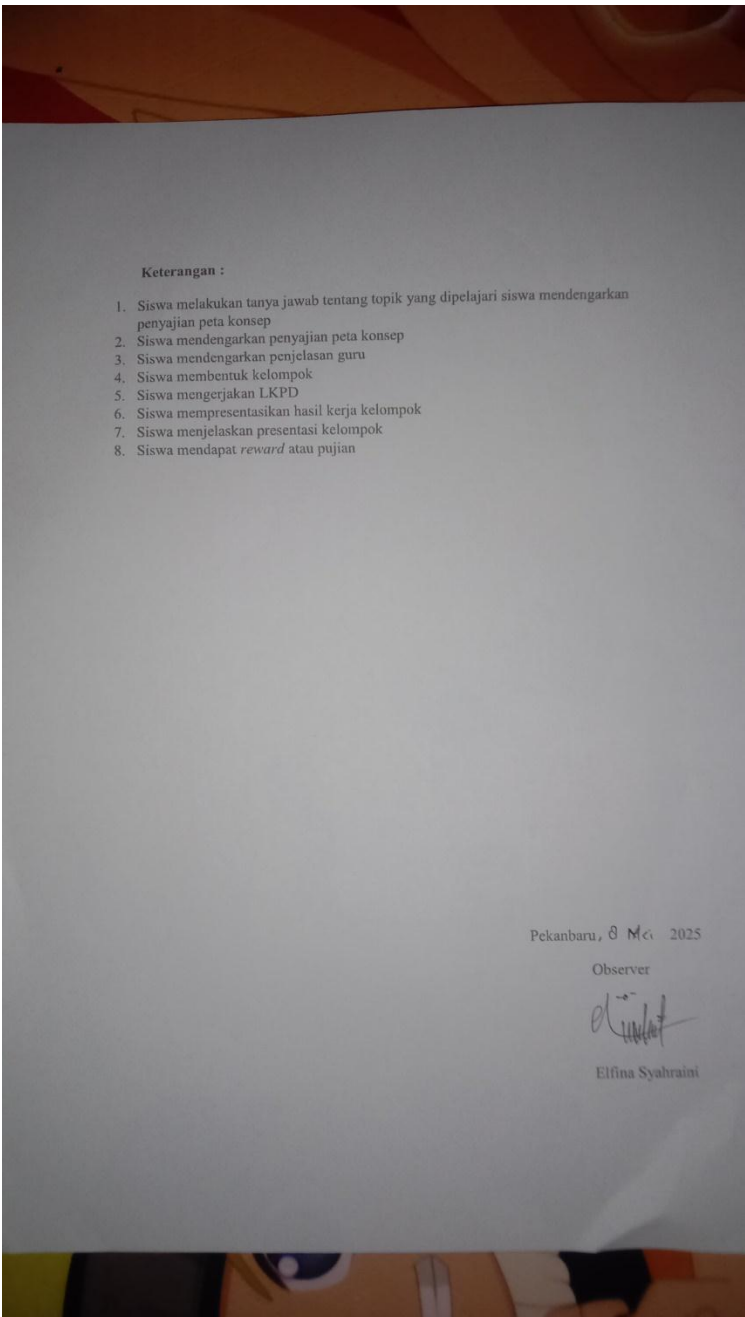 Keterangan :
1. Siswa melakukan tanya jawab tentang topik yang dipelajari siswa mendengarkan
penyajian peta konsep
2. Siswa mendengarkan penyajian peta konsep
3. Siswa mendengarkan penjelasan guru
4. Siswa membentuk kelompok
5. Siswa mengerjakan LKPD
6. Siswa mempresentasikan hasil kerja kelompok
7. Siswa menjelaskan presentasi kelompok
8. Siswa mendapat reward atau pujian
Pekanbaru, 8 Mei 2025
Observer
Elfina Syahraini